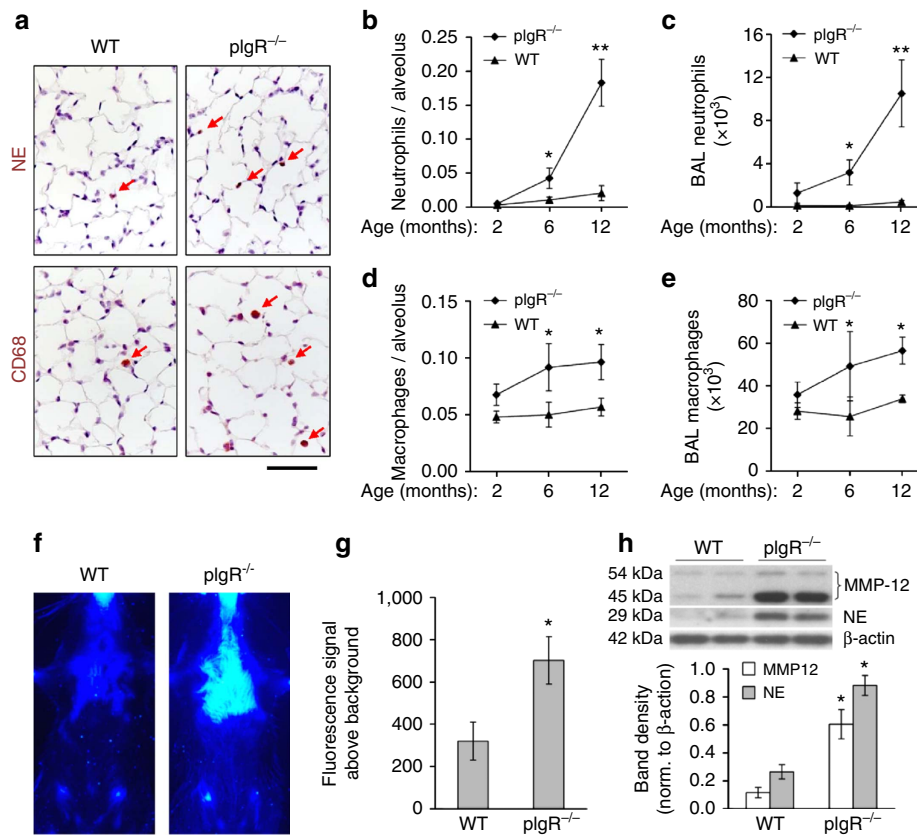 a
WT
pIgR−/−
NE
CD68
b
Neutrophils / alveolus
0.25
0.20
0.15
0.10
0.05
0.00
pIgR−/−
WT
*
**
Age (months): 2 6 12
c
BAL neutrophils
(×10³)
16
12
8
4
0
pIgR−/−
WT
*
**
Age (months): 2 6 12
d
Macrophages / alveolus
0.15
0.10
0.05
0.00
pIgR−/−
WT
*
*
Age (months): 2 6 12
e
BAL macrophages
(×10³)
80
60
40
20
0
pIgR−/−
WT
*
*
Age (months): 2 6 12
f
WT
pIgR-/-
g
Fluorescence signal
above background
1,000
800
600
400
200
0
*
WT
pIgR−/−
h
WT
pIgR−/−
54 kDa
45 kDa
MMP-12
29 kDa
NE
42 kDa
β-actin
Band density
(norm. to β-action)
1.0
0.8
0.6
0.4
0.2
0.0
MMP12
NE
*
*
WT
pIgR−/−